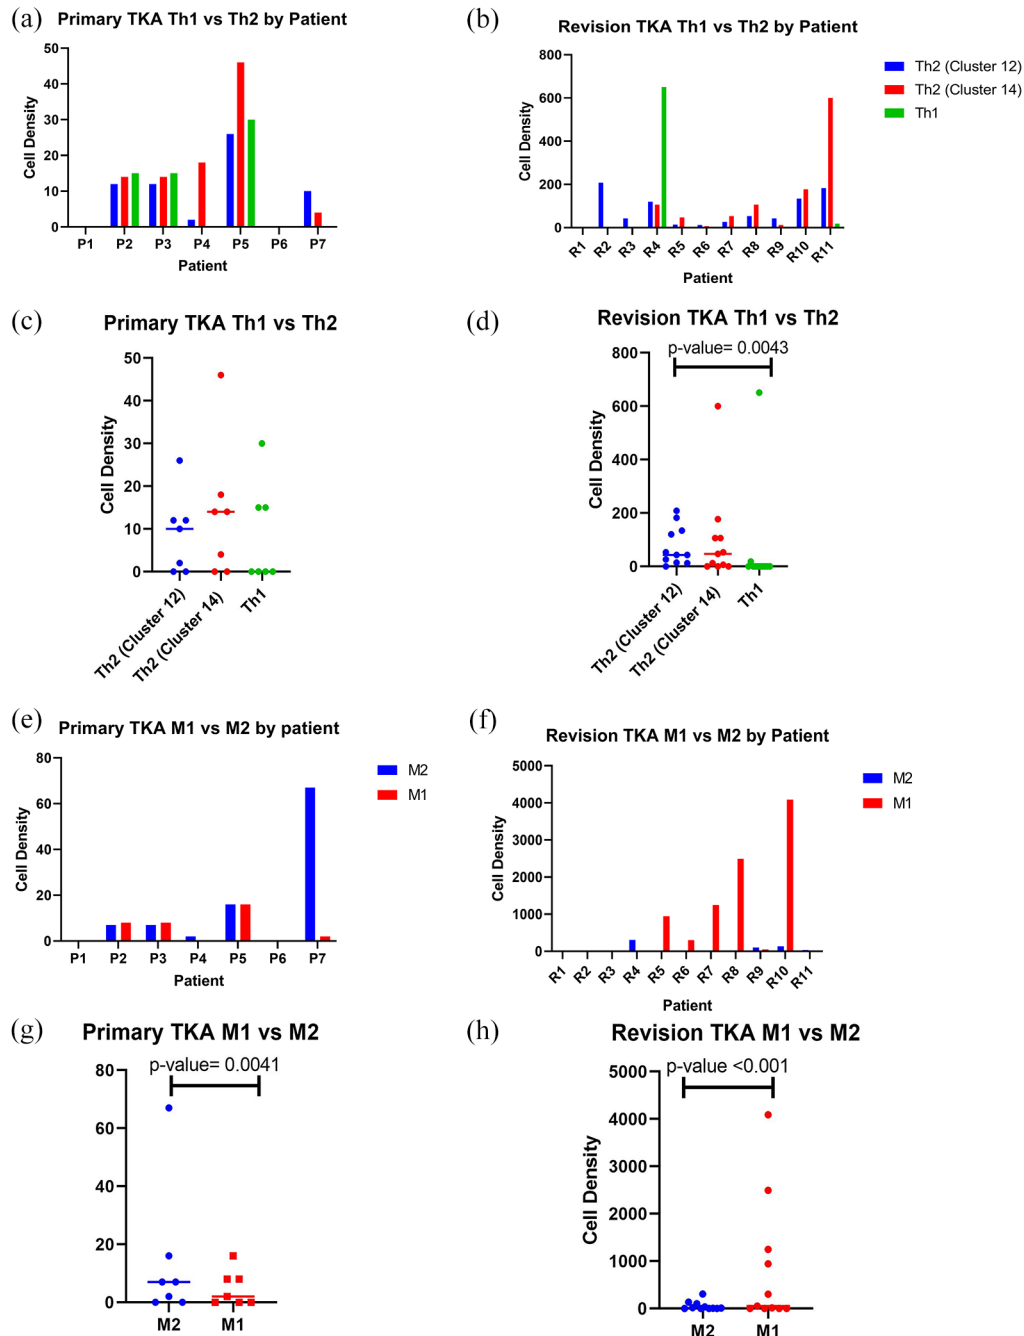 (a)
Primary TKA Th1 vs Th2 by Patient
50
40
30
20
10
0
Cell Density
P1 P2 P3 P4 P5 P6 P7
Patient
(b)
Revision TKA Th1 vs Th2 by Patient
800
600
400
200
0
Cell Density
R1 R2 R3 R4 R5 R6 R7 R8 R9 R10 R11
Patient
Th2 (Cluster 12)
Th2 (Cluster 14)
Th1
(c)
Primary TKA Th1 vs Th2
50
40
30
20
10
0
Cell Density
Th2 (Cluster 12)
Th2 (Cluster 14)
Th1
(d)
Revision TKA Th1 vs Th2
p-value= 0.0043
800
600
400
200
0
Cell Density
Th2 (Cluster 12)
Th2 (Cluster 14)
Th1
(e)
Primary TKA M1 vs M2 by patient
80
60
40
20
0
Cell Density
P1 P2 P3 P4 P5 P6 P7
Patient
M2
M1
(f)
Revision TKA M1 vs M2 by Patient
5000
4000
3000
2000
1000
0
Cell Density
R1 R2 R3 R4 R5 R6 R7 R8 R9 R10 R11
Patient
M2
M1
(g)
Primary TKA M1 vs M2
p-value= 0.0041
80
60
40
20
0
Cell Density
M2 M1
(h)
Revision TKA M1 vs M2
p-value <0.001
5000
4000
3000
2000
1000
0
Cell Density
M2 M1